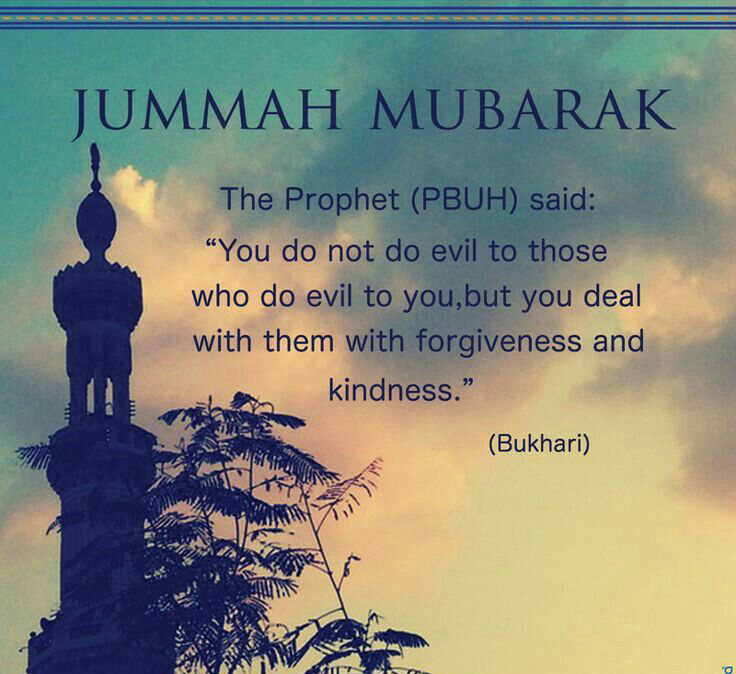 JUMMAH MUBARAK
The Prophet (PBUH) said:
“You do not do evil to those
who do evil to you,but you deal
with them with forgiveness and
kindness.”
(Bukhari)